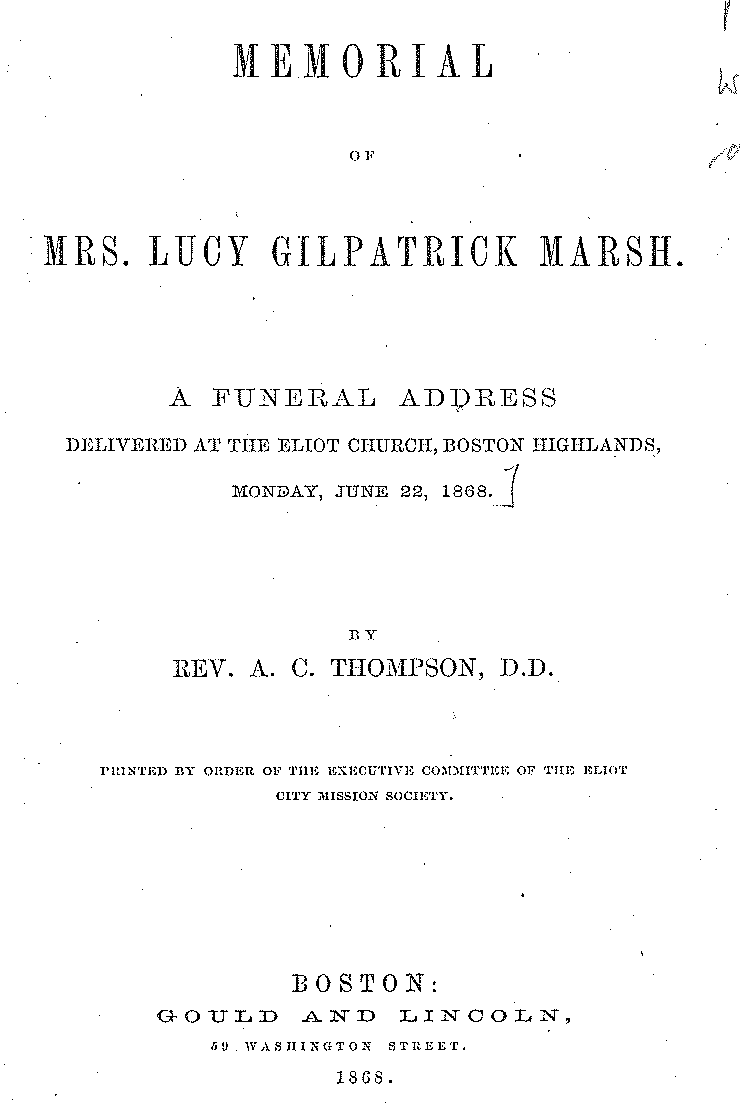 MEMORIAL
OF
MRS. LUCY GILPATRICK MARSH.
A FUNERAL ADDRESS
DELIVERED AT THE ELIOT CHURCH, BOSTON HIGHLANDS,
MONDAY, JUNE 22, 1868.
BY
REV. A. C. THOMPSON, D.D.
PRINTED BY ORDER OF THE EXECUTIVE COMMITTEE OF THE ELIOT
CITY MISSION SOCIETY.
BOSTON:
GOULD AND LINCOLN,
59 WASHINGTON STREET.
1868.